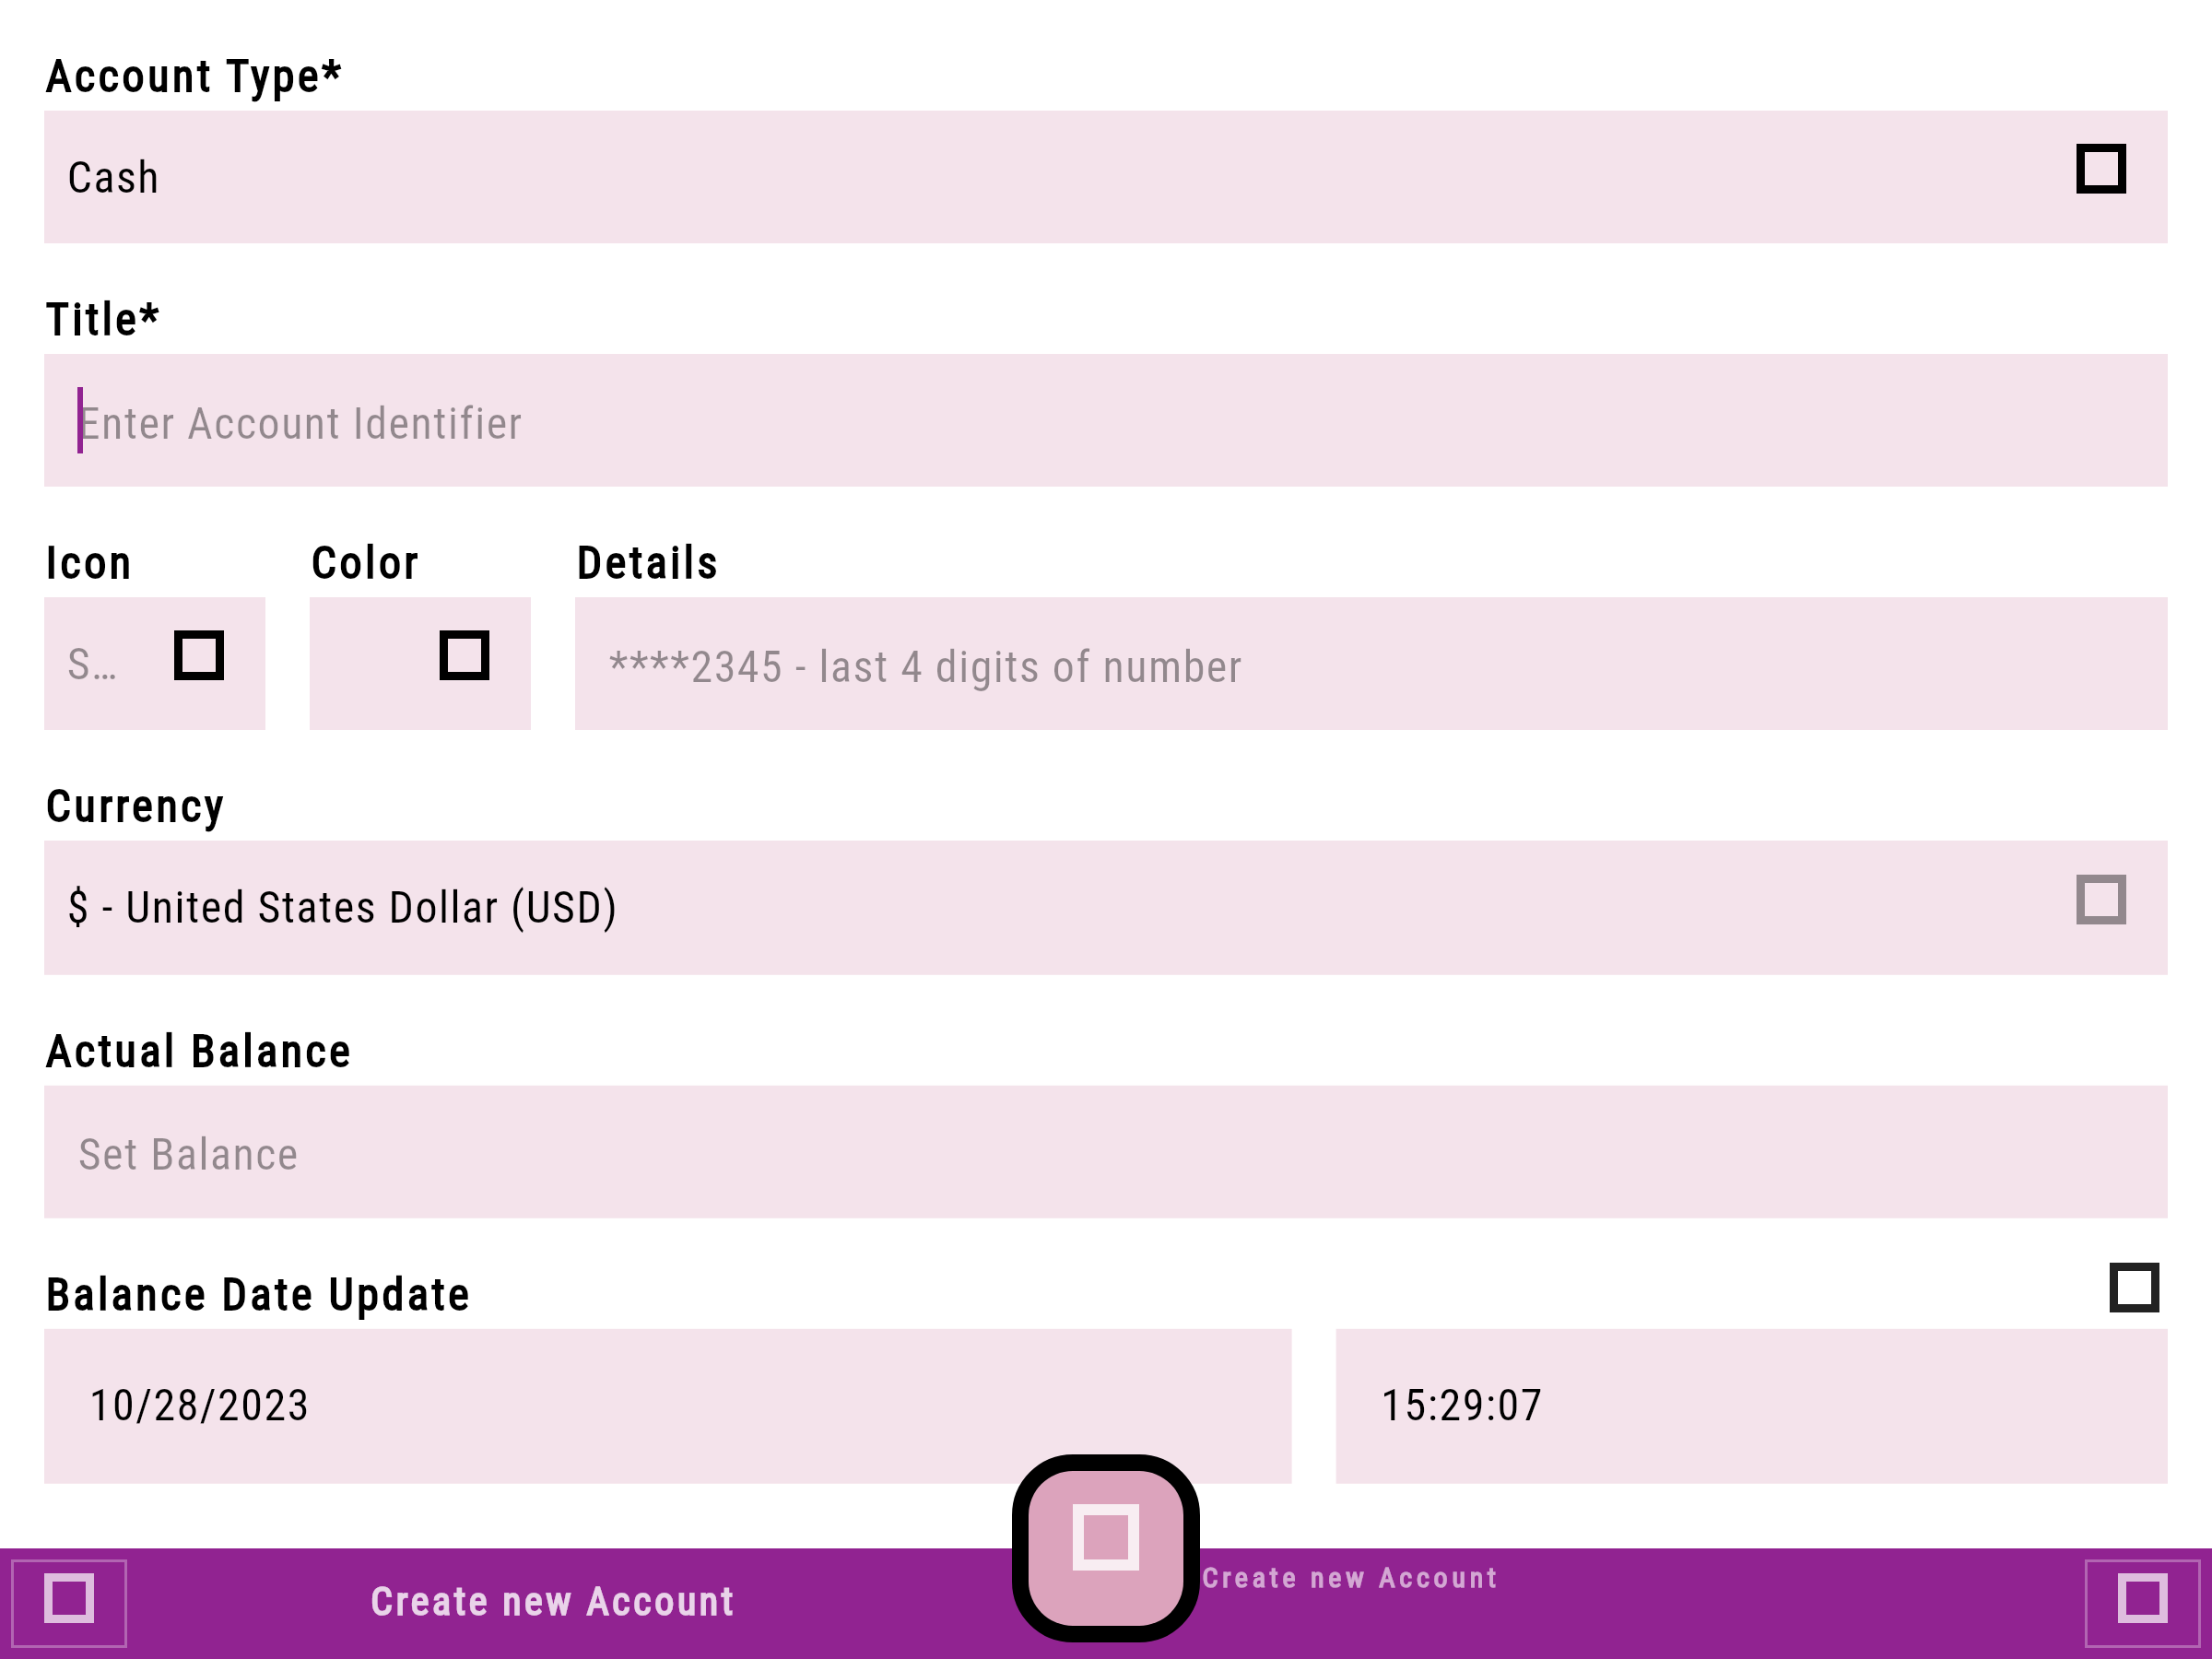 Account Type*
Cash
Title*
Enter Account Identifier
Icon
Color
Details
S…
****2345 - last 4 digits of number
Currency
$ - United States Dollar (USD)
Actual Balance
Set Balance
Balance Date Update
10/28/2023
15:29:07
Create new Account
Create new Account